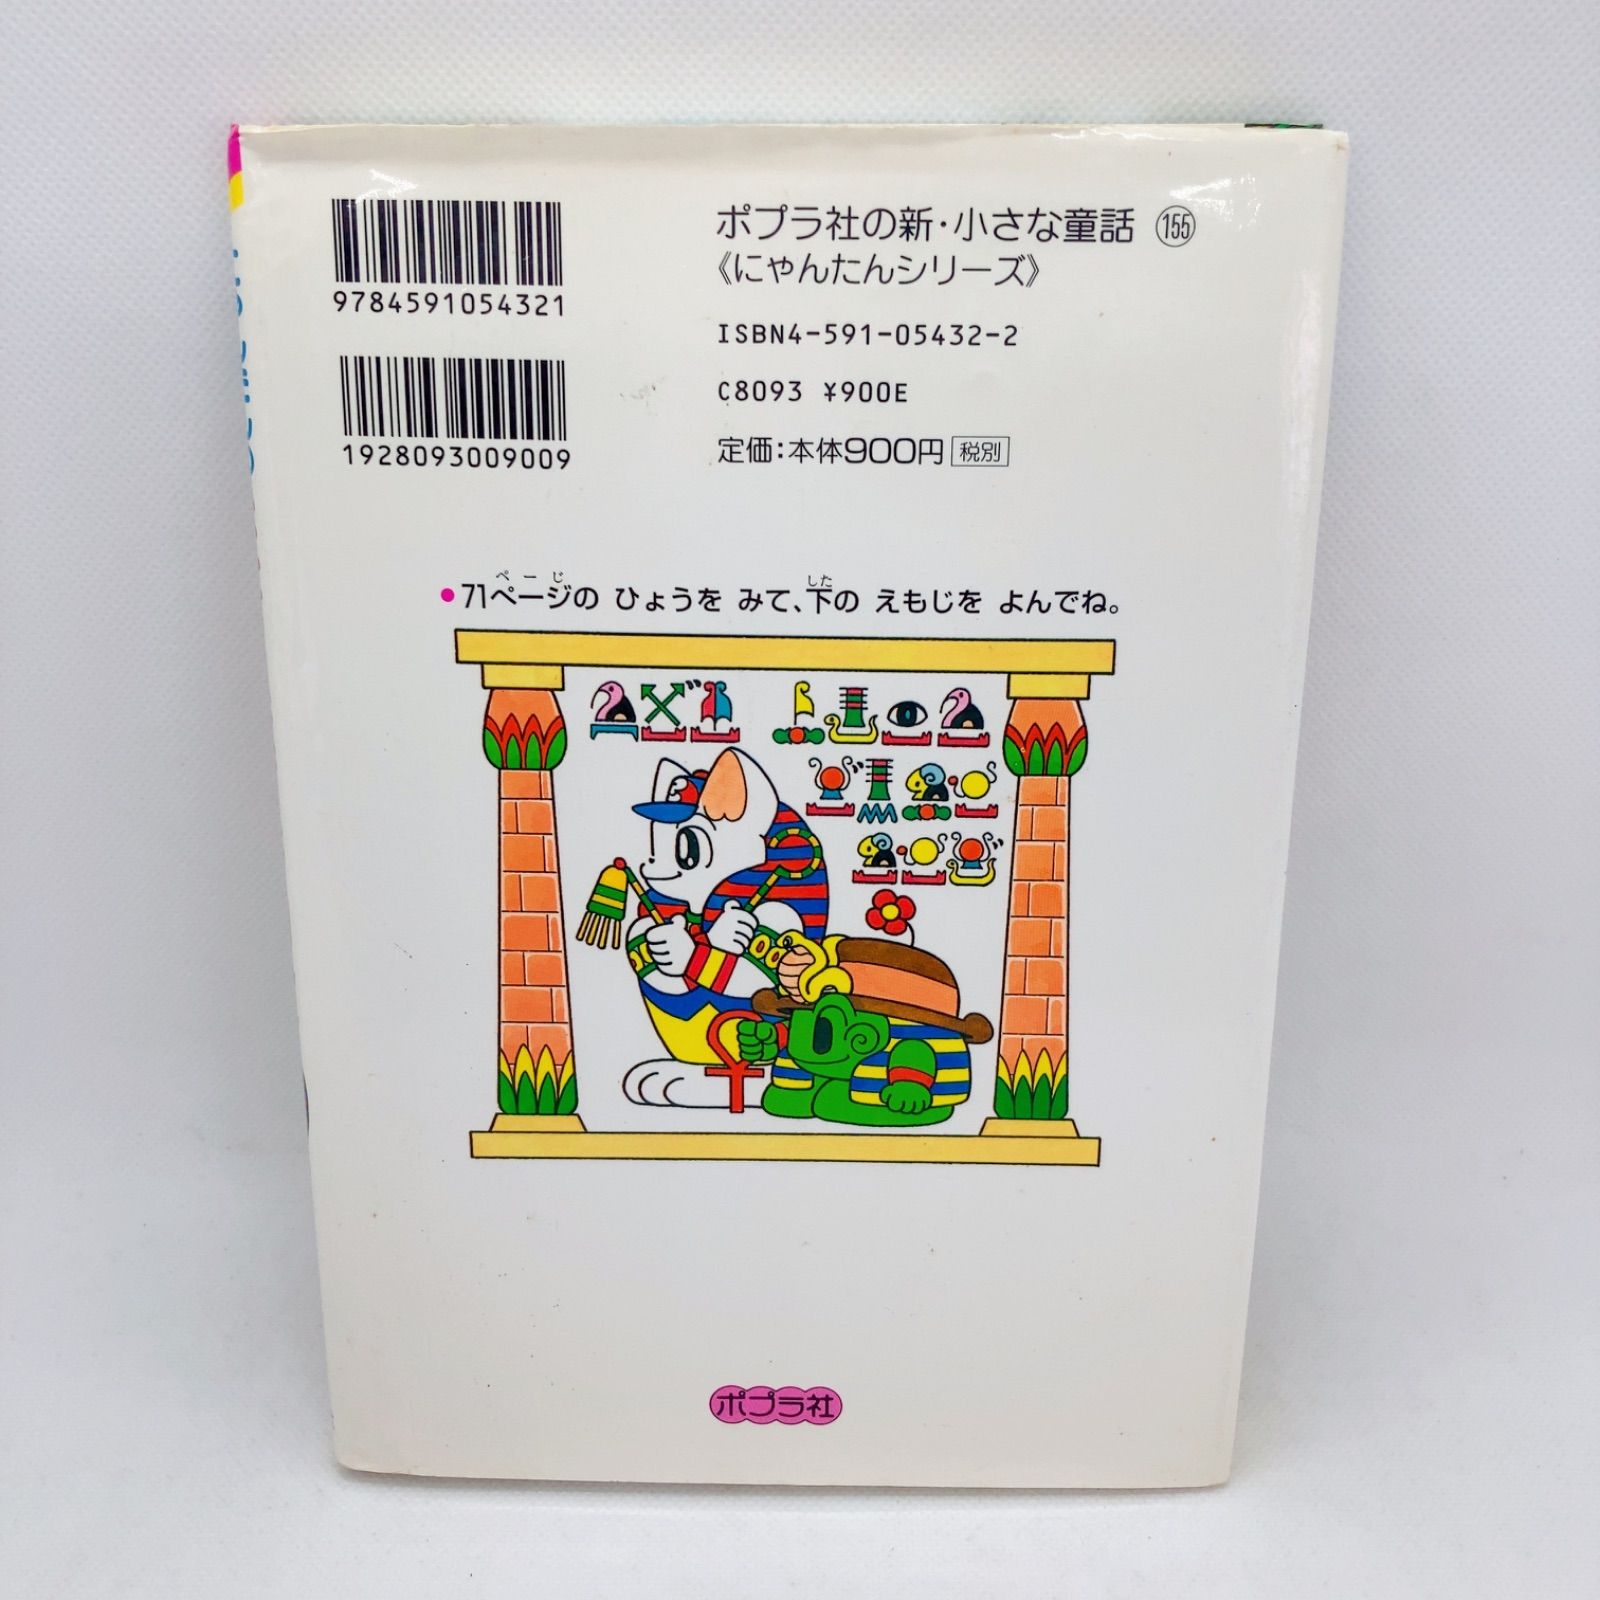 9784591054321
1928093009009
ポプラ社の新・小さな童話 155
《にゃんたんシリーズ》
ISBN4-591-05432-2
C8093 ¥900E
定価:本体900円 税別
ぺーじ した
●71ページの ひょうを みて、下の えもじを よんでね。
ポプラ社